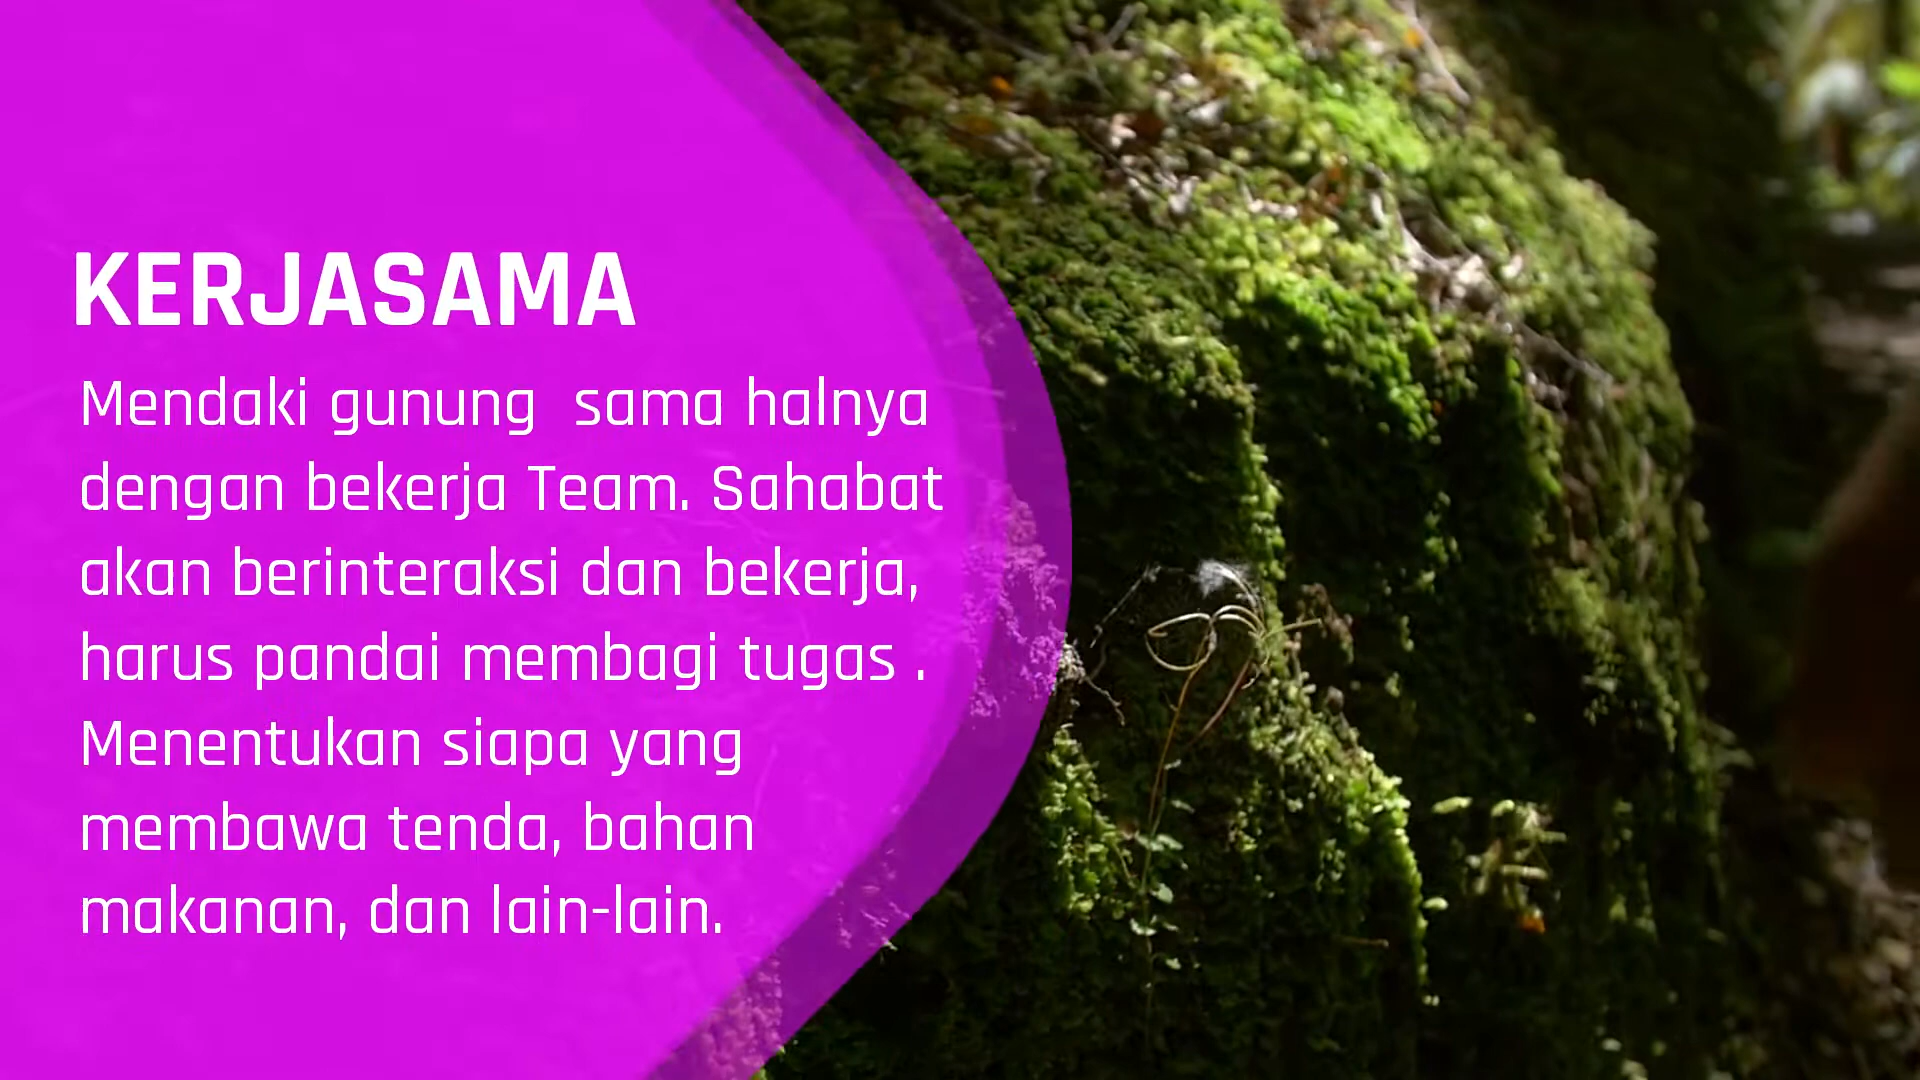 KERJASAMA
Mendaki gunung  sama halnya
dengan bekerja Team. Sahabat
akan berinteraksi dan bekerja,
harus pandai membagi tugas .
Menentukan siapa yang
membawa tenda, bahan
makanan, dan lain-lain.